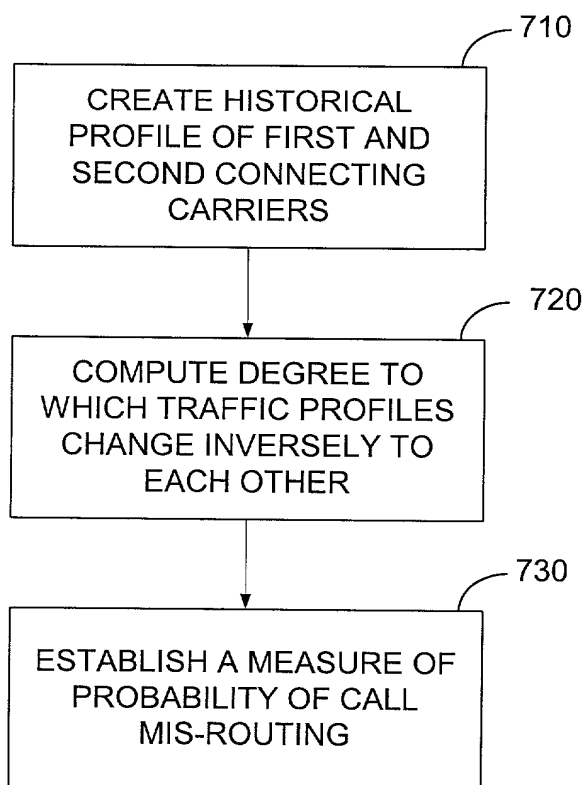 710
CREATE HISTORICAL
PROFILE OF FIRST AND
SECOND CONNECTING
CARRIERS
720
COMPUTE DEGREE TO
WHICH TRAFFIC PROFILES
CHANGE INVERSELY TO
EACH OTHER
730
ESTABLISH A MEASURE OF
PROBABILITY OF CALL
MIS-ROUTING